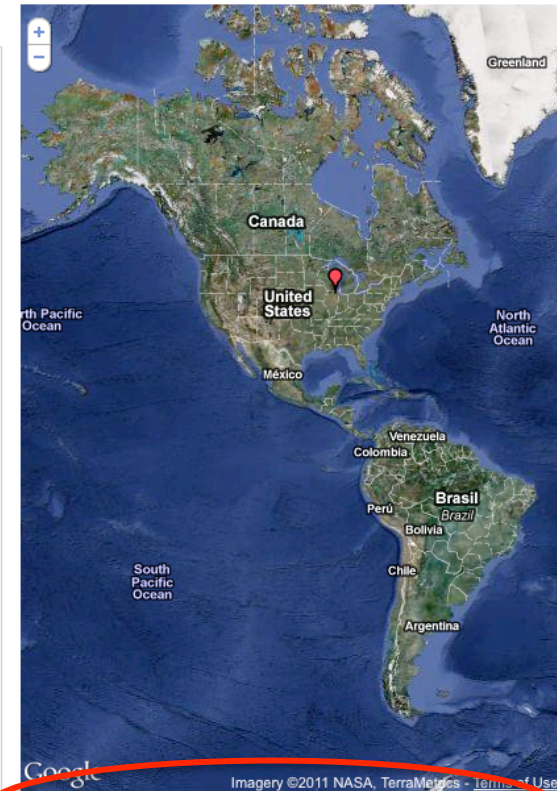 +
Greenland
−
Canada
United
States
rth Pacific
Ocean
North
Atlantic
Ocean
México
Venezuela
Colombia
Brasil
Brazil
Perú
Bolivia
South
Pacific
Ocean
Chile
Argentina
Google
Imagery ©2011 NASA, TerraMetrics - Terms of Use